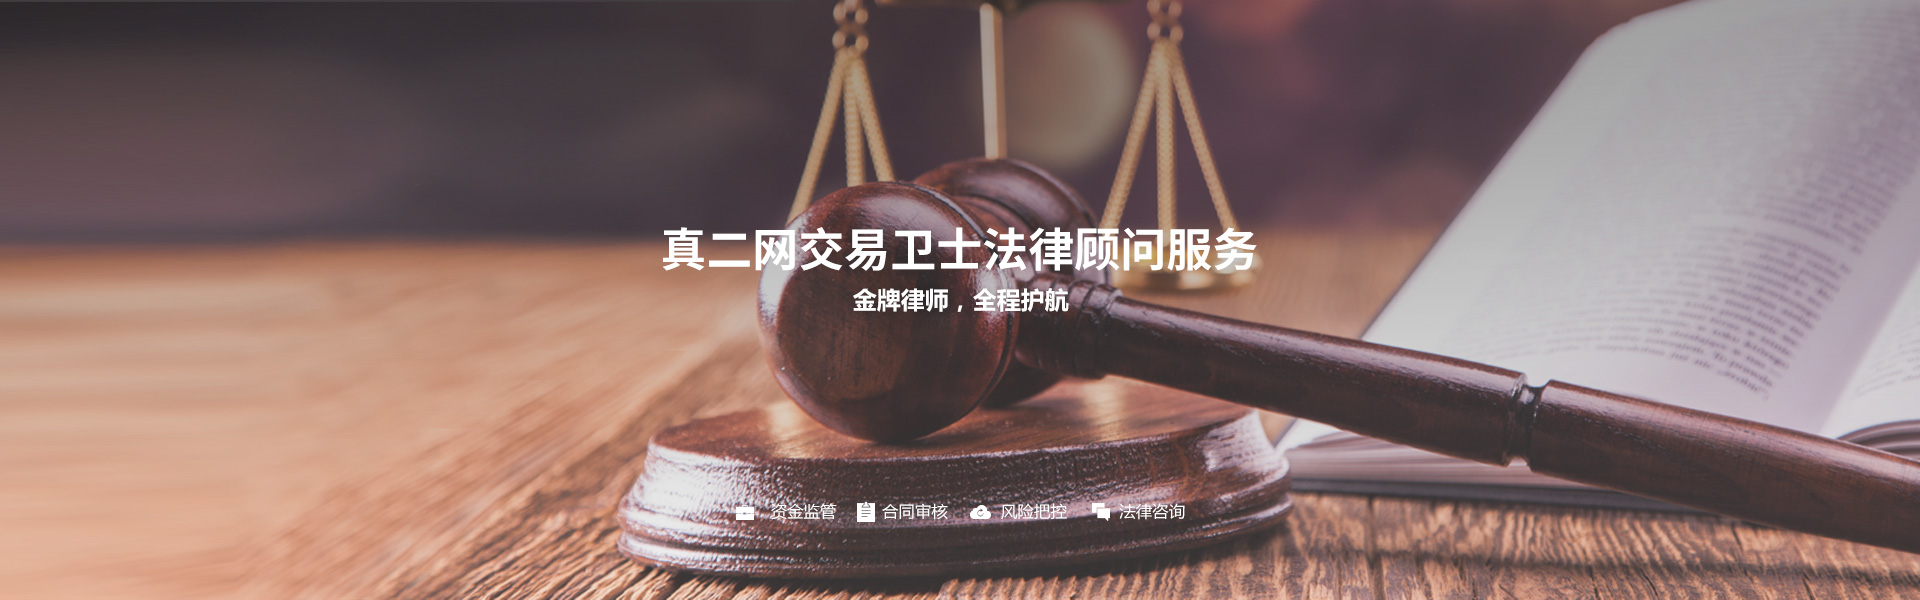 真二网交易卫士法律顾问服务
金牌律师，全程护航
资金监管 合同审核 风险把控 法律咨询